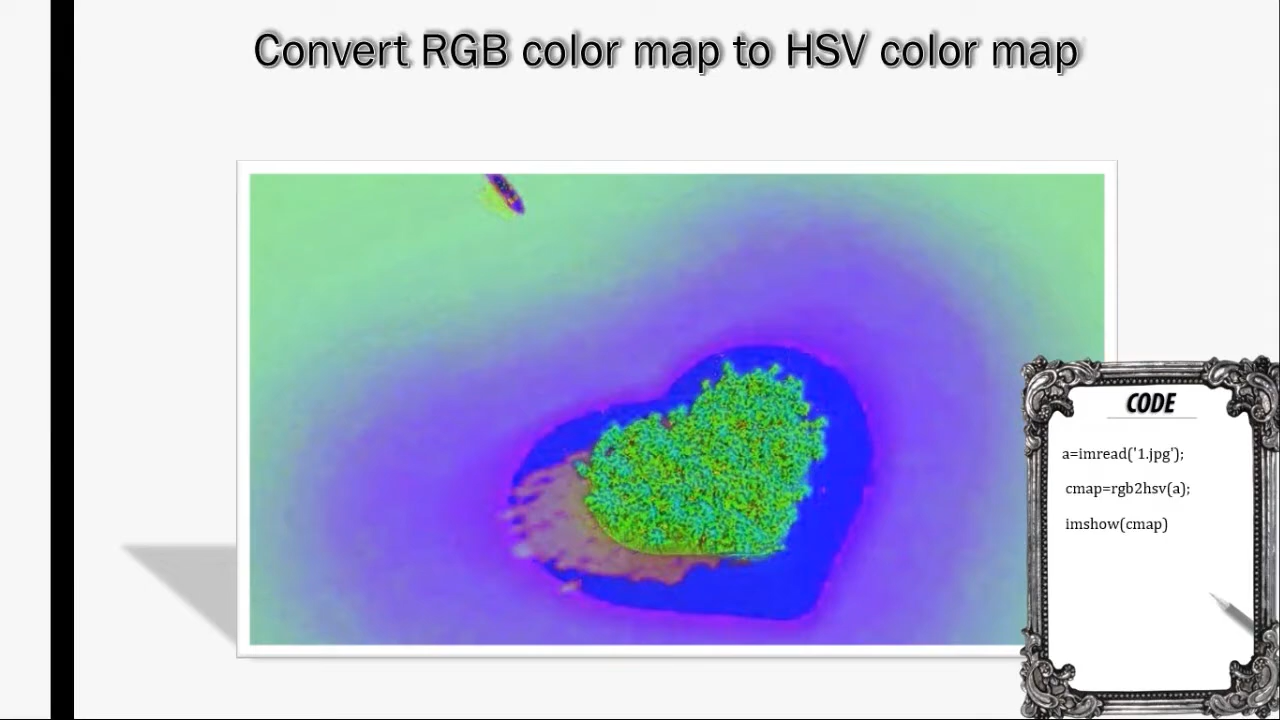 Convert RGB color map to HSV color map
CODE
a=imread('1.jpg');
cmap=rgb2hsv(a);
imshow(cmap)